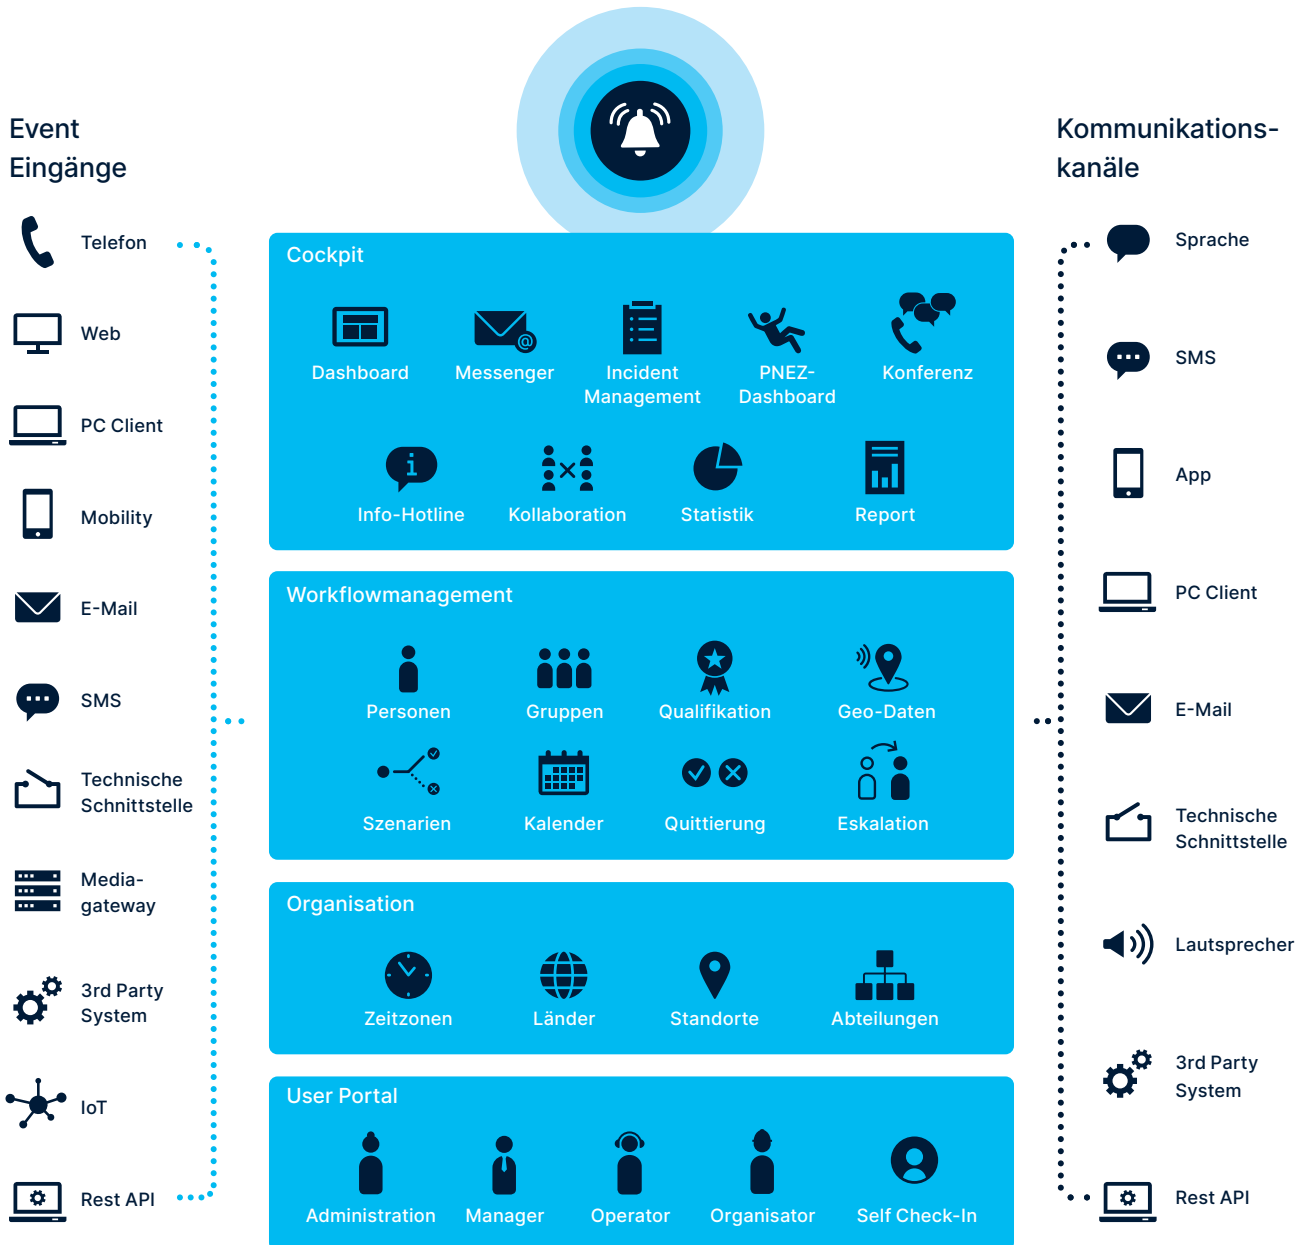 Event
Eingänge
Telefon
Web
PC Client
Mobility
E-Mail
SMS
Technische
Schnittstelle
Media-
gateway
3rd Party
System
IoT
Rest API
Cockpit
Dashboard
Messenger
@
Incident
Management
PNEZ-
Dashboard
Konferenz
i
Info-Hotline
Kollaboration
Statistik
Report
Workflowmanagement
Personen
Gruppen
Qualifikation
Geo-Daten
Szenarien
Kalender
Quittierung
Eskalation
Organisation
Zeitzonen
Länder
Standorte
Abteilungen
User Portal
Administration
Manager
Operator
Organisator
Self Check-In
Kommunikations-
kanäle
Sprache
SMS
App
PC Client
E-Mail
Technische
Schnittstelle
Lautsprecher
3rd Party
System
Rest API